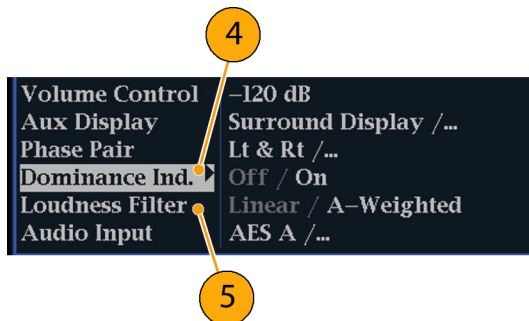 4
Volume Control –120 dB
Aux Display Surround Display /...
Phase Pair Lt & Rt /...
Dominance Ind. Off / On
Loudness Filter Linear / A–Weighted
Audio Input AES A /...
5